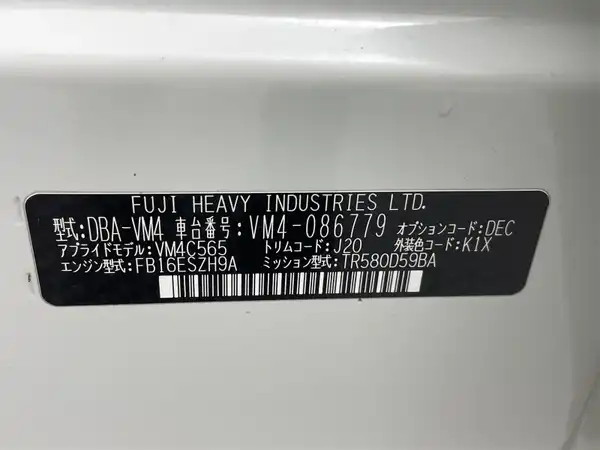 FUJI HEAVY INDUSTRIES LTD.
型式:DBA-VM4 車台番号:VM4-086779 オプションコード:DEC
アプライドモデル:VM4C565 トリムコード:J20 外装色コード:K1X
エンジン型式:FB16ESZH9A ミッション型式:TR580D59BA